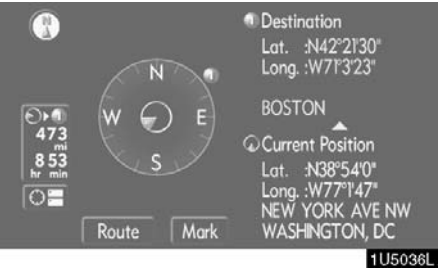 N
Destination
Lat. :N42°21'30"
Long. :W71°3'23"
BOSTON
Current Position
Lat. :N38°54'0"
Long. :W77°1'47"
NEW YORK AVE NW
WASHINGTON, DC
N
W E
S
473
mi
8 53
hr min
Route Mark
1U5036L